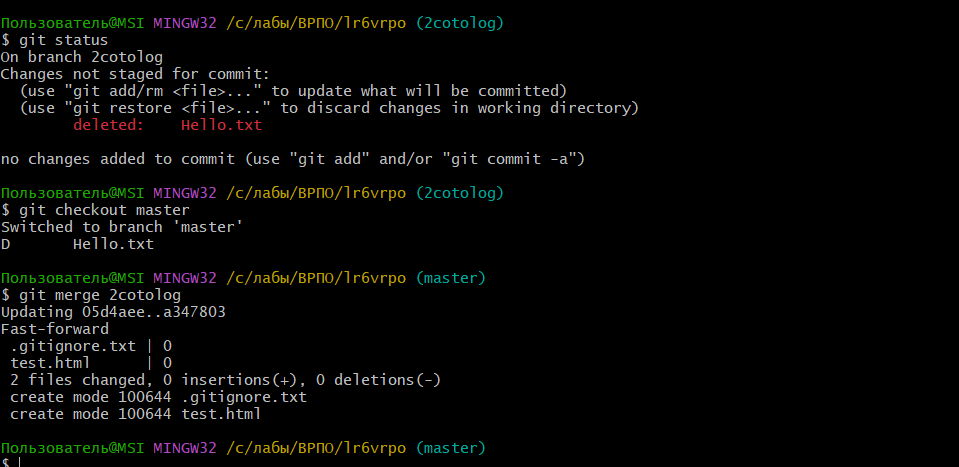 Пользователь@MSI MINGW32 /c/лабы/ВРПО/lr6vrpo (2cotolog)
$ git status
On branch 2cotolog
Changes not staged for commit:
  (use "git add/rm <file>..." to update what will be committed)
  (use "git restore <file>..." to discard changes in working directory)
        deleted:    Hello.txt

no changes added to commit (use "git add" and/or "git commit -a")

Пользователь@MSI MINGW32 /c/лабы/ВРПО/lr6vrpo (2cotolog)
$ git checkout master
Switched to branch 'master'
D       Hello.txt

Пользователь@MSI MINGW32 /c/лабы/ВРПО/lr6vrpo (master)
$ git merge 2cotolog
Updating 05d4aee..a347803
Fast-forward
 .gitignore.txt | 0
 test.html      | 0
 2 files changed, 0 insertions(+), 0 deletions(-)
 create mode 100644 .gitignore.txt
 create mode 100644 test.html

Пользователь@MSI MINGW32 /c/лабы/ВРПО/lr6vrpo (master)
$